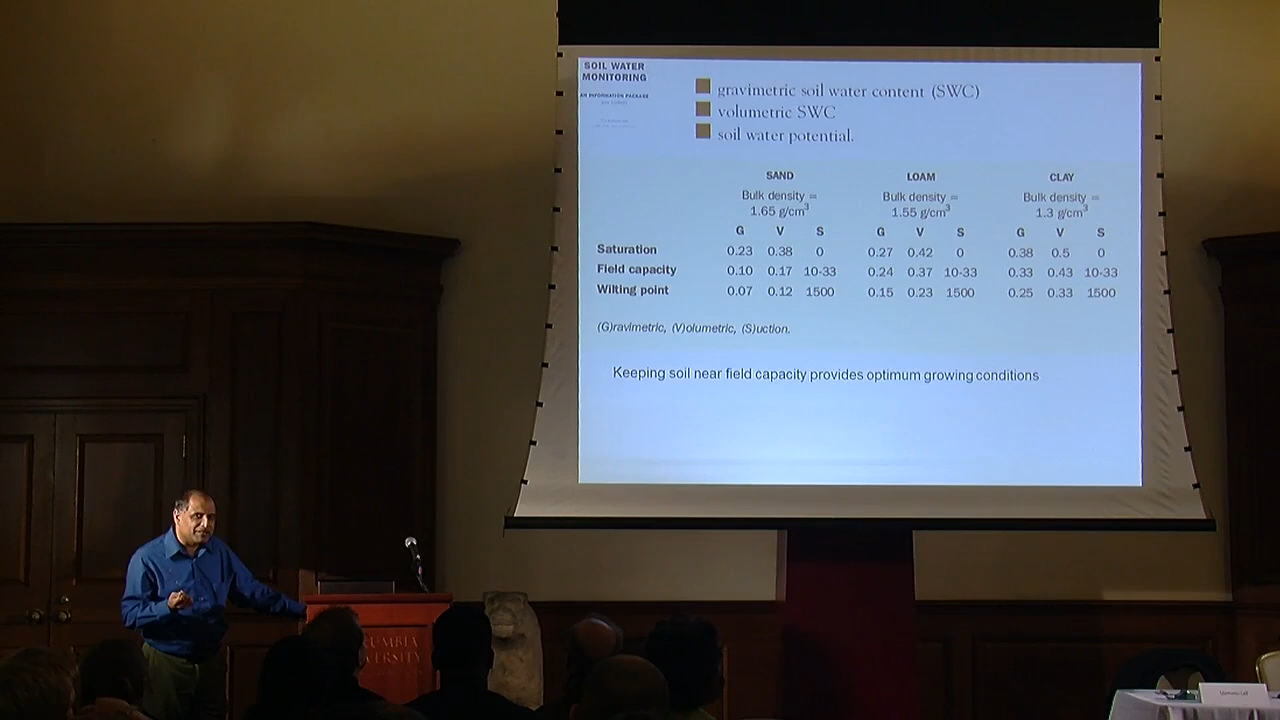 SOIL WATER
MONITORING
AN INFORMATION PACKAGE
gravimetric soil water content (SWC)
volumetric SWC
soil water potential.
SAND LOAM CLAY
Bulk density = Bulk density = Bulk density =
1.65 g/cm3 1.55 g/cm3 1.3 g/cm3
G V S G V S G V S
Saturation 0.23 0.38 0 0.27 0.42 0 0.38 0.5 0
Field capacity 0.10 0.17 10-33 0.24 0.37 10-33 0.33 0.43 10-33
Wilting point 0.07 0.12 1500 0.15 0.23 1500 0.25 0.33 1500
(G)ravimetric, (V)olumetric, (S)uction.
Keeping soil near field capacity provides optimum growing conditions
UMBIA
ERSITY